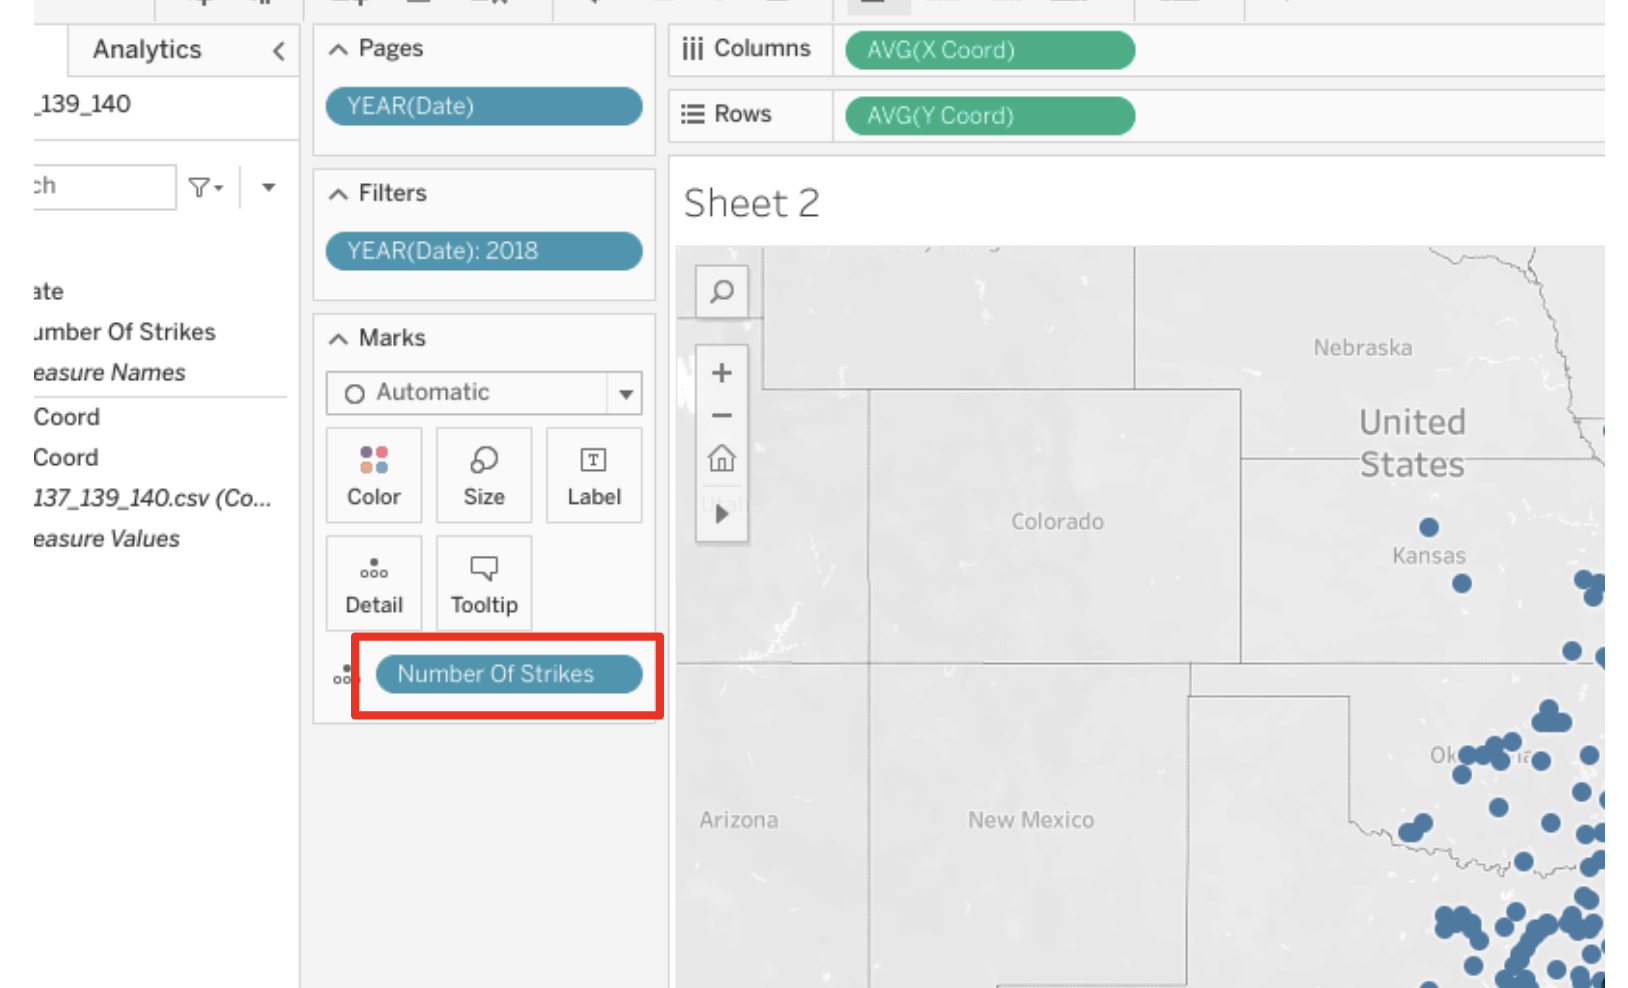 Analytics
_139_140
ch
ate
umber Of Strikes
easure Names
Coord
Coord
137_139_140.csv (Co...
easure Values
Pages
YEAR(Date)
Filters
YEAR(Date): 2018
Marks
Automatic
Color
Size
Label
Detail
Tooltip
Number Of Strikes
Columns
AVG(X Coord)
Rows
AVG(Y Coord)
Sheet 2
Nebraska
United
States
Utah
Colorado
Kansas
Arizona
New Mexico